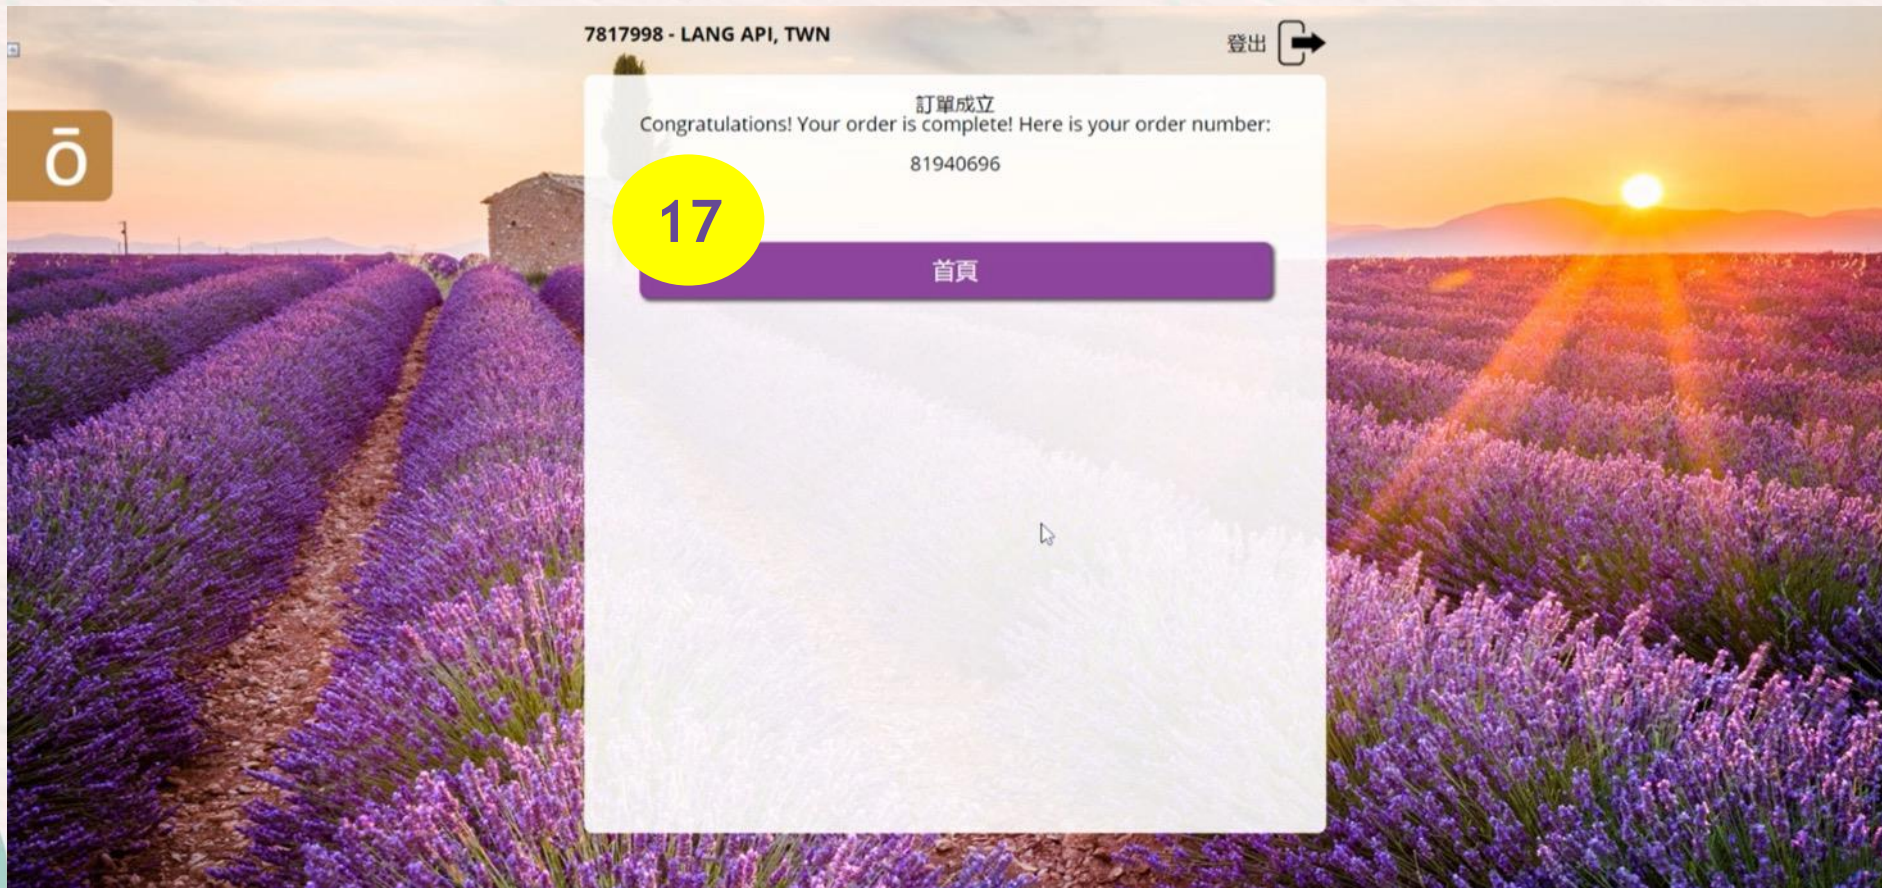 7817998 - LANG API, TWN
登出
ō
訂單成立
Congratulations! Your order is complete! Here is your order number:
81940696
17
首頁